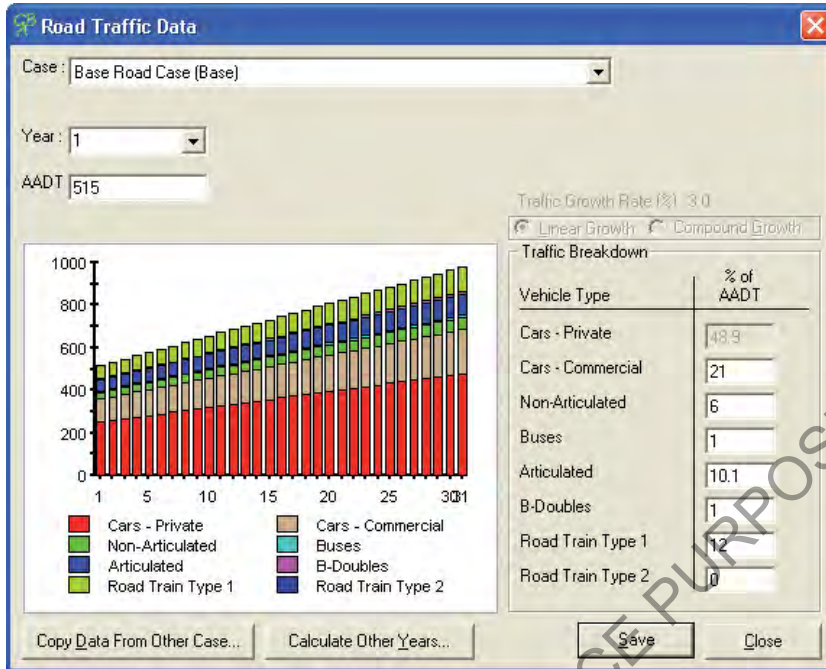 Road Traffic Data
Case : Base Road Case (Base)
Year : 1
AADT 515
Traffic Growth Rate (%) 3.0
Linear Growth Compound Growth
Traffic Breakdown
Vehicle Type % of AADT
Cars - Private 48.9
Cars - Commercial 21
Non-Articulated 6
Buses 1
Articulated 10.1
B-Doubles 1
Road Train Type 1 12
Road Train Type 2 0
1000
800
600
400
200
0
1 5 10 15 20 25 30 31
Cars - Private Cars - Commercial
Non-Articulated Buses
Articulated B-Doubles
Road Train Type 1 Road Train Type 2
Copy Data From Other Case... Calculate Other Years... Save Close